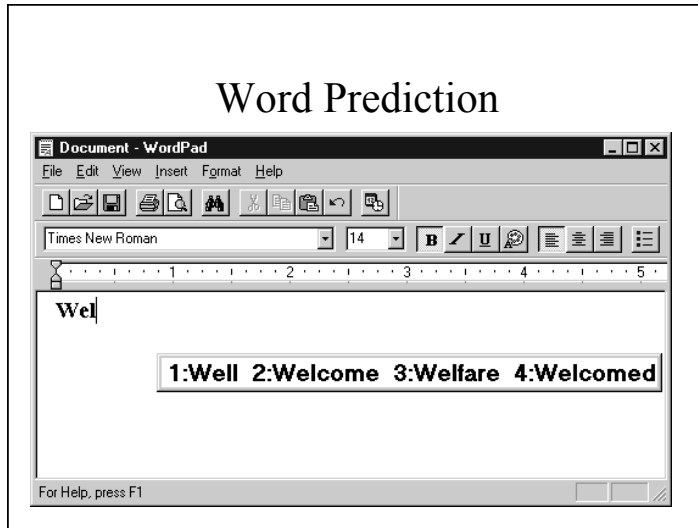 Word Prediction
Document - WordPad
File Edit View Insert Format Help
Times New Roman 14 B I U
1 2 3 4 5
Wel
1:Well 2:Welcome 3:Welfare 4:Welcomed
For Help, press F1